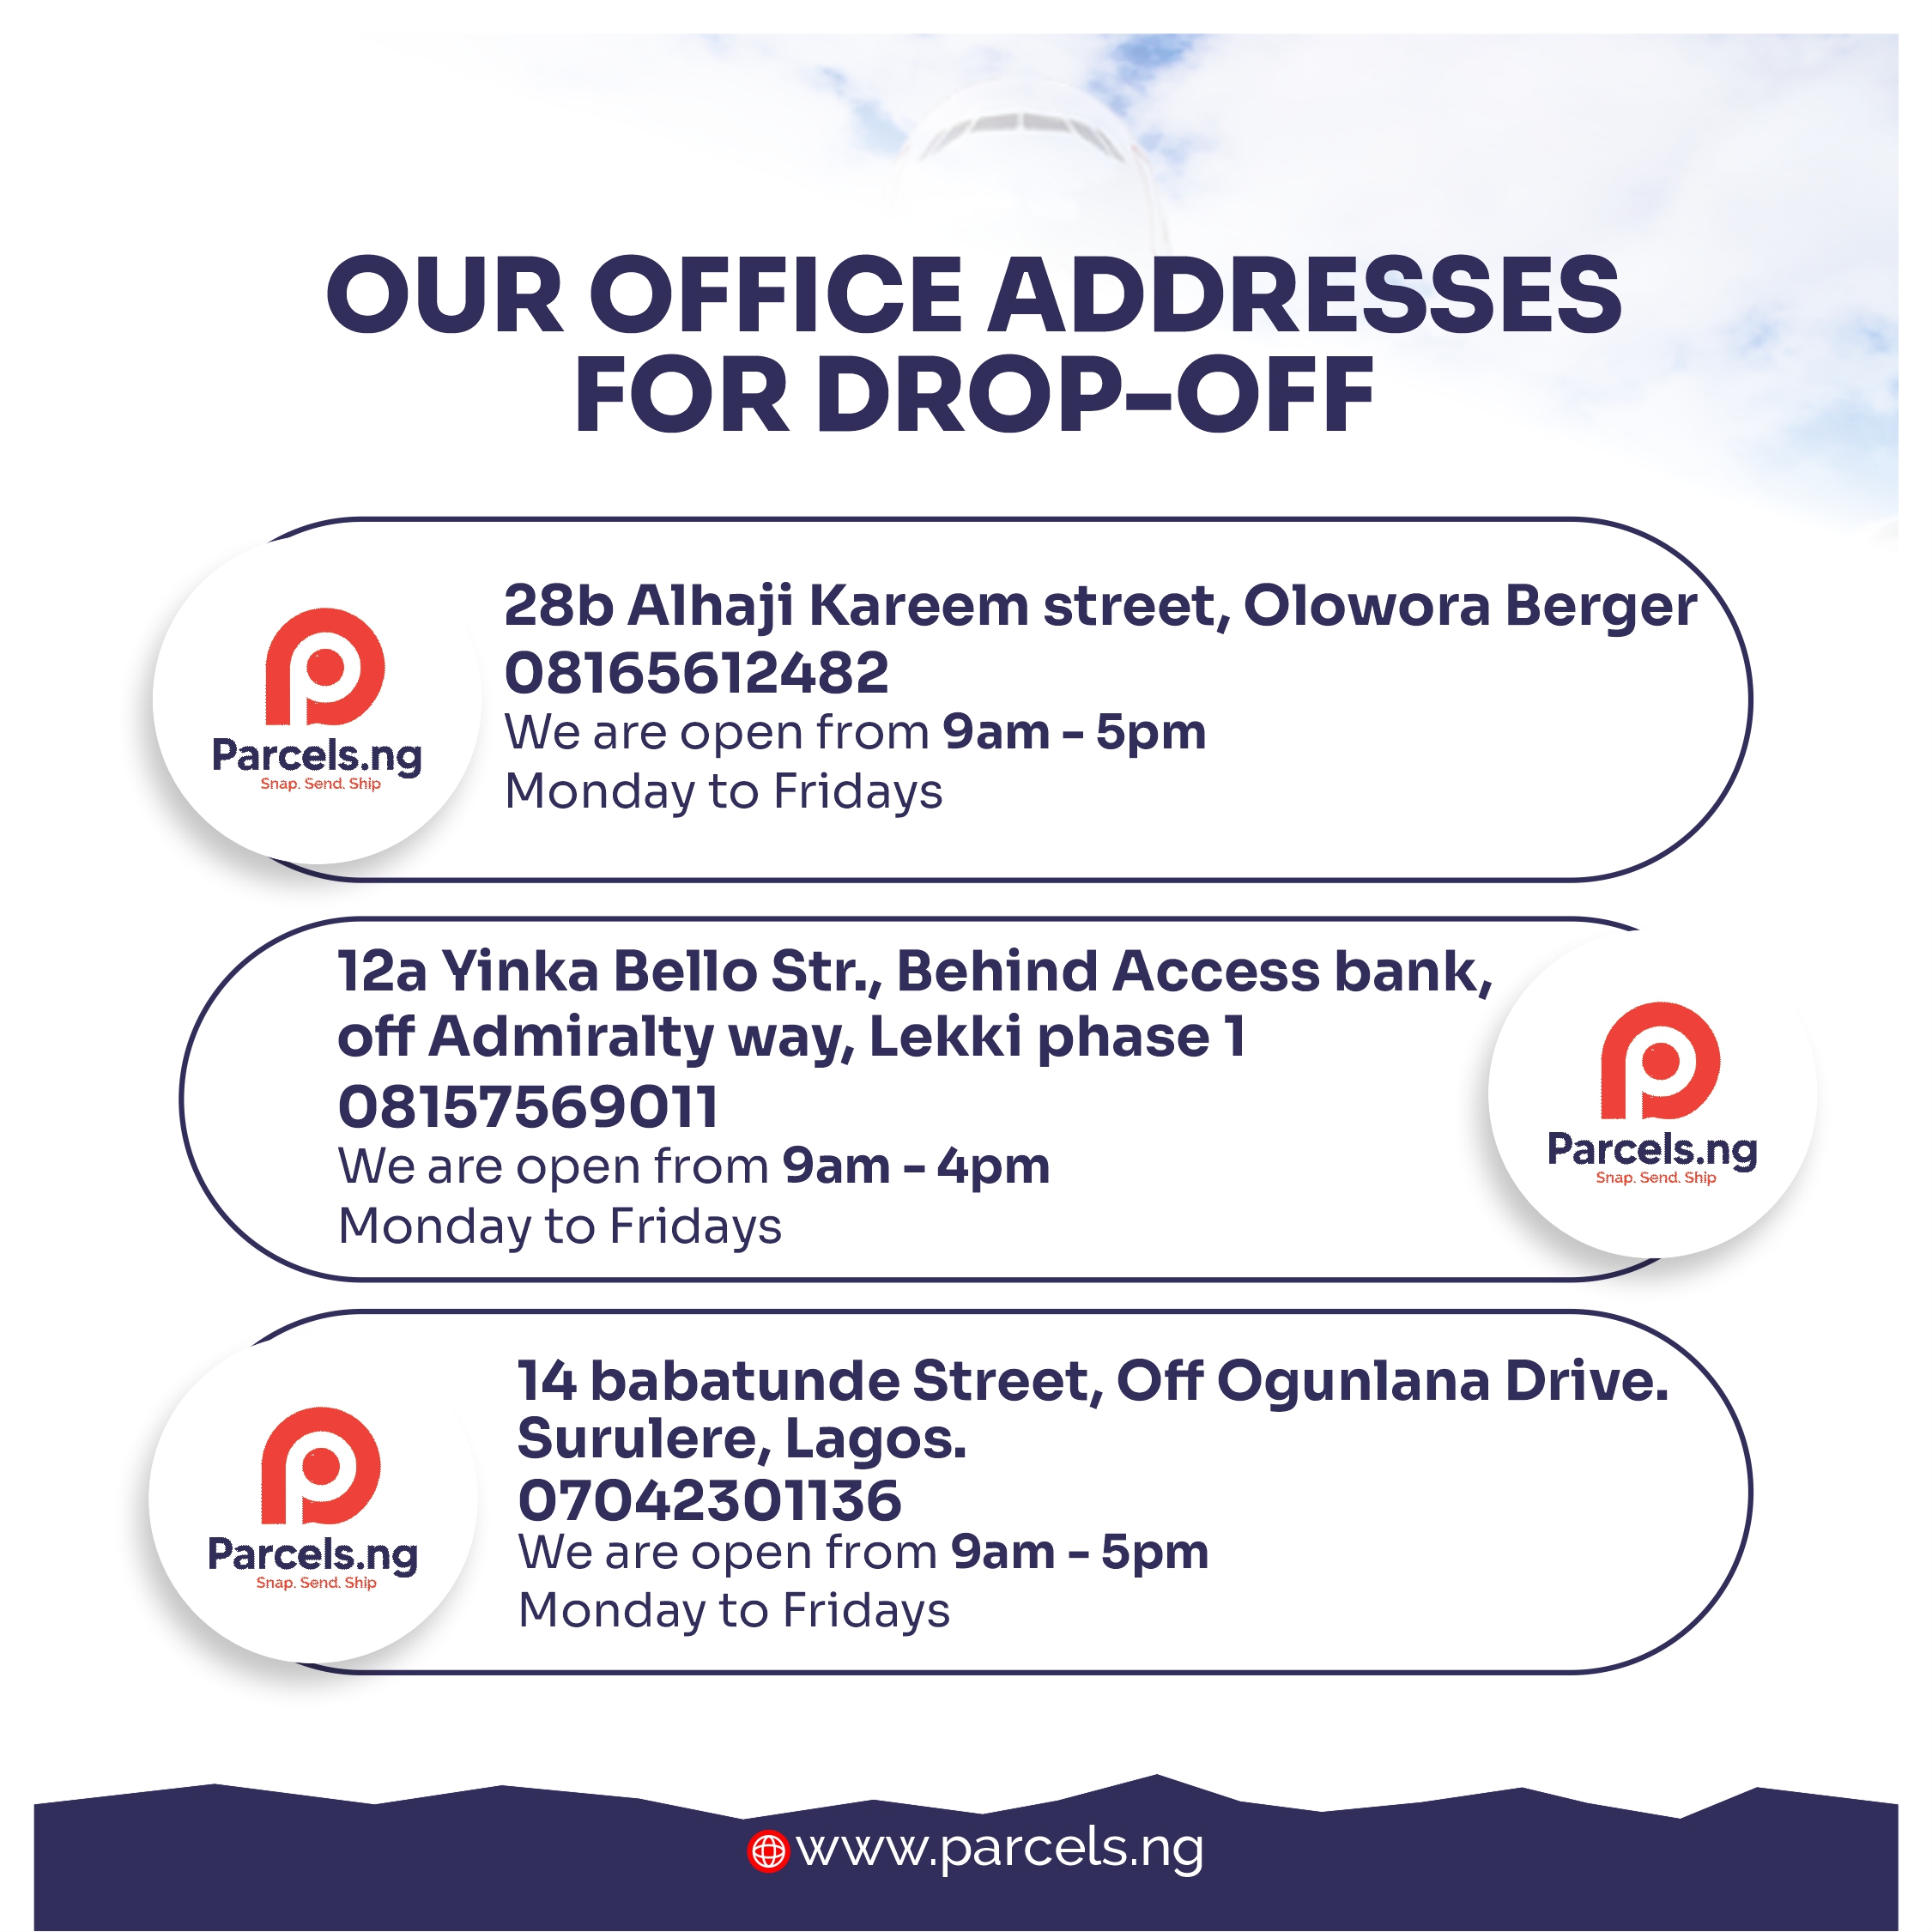 OUR OFFICE ADDRESSES
FOR DROP-OFF
Parcels.ng
Snap. Send. Ship
28b Alhaji Kareem street, Olowora Berger
08165612482
We are open from 9am - 5pm
Monday to Fridays
12a Yinka Bello Str., Behind Access bank,
off Admiralty way, Lekki phase 1
08157569011
We are open from 9am - 4pm
Monday to Fridays
Parcels.ng
Snap. Send. Ship
Parcels.ng
Snap. Send. Ship
14 babatunde Street, Off Ogunlana Drive.
Surulere, Lagos.
07042301136
We are open from 9am - 5pm
Monday to Fridays
www.parcels.ng